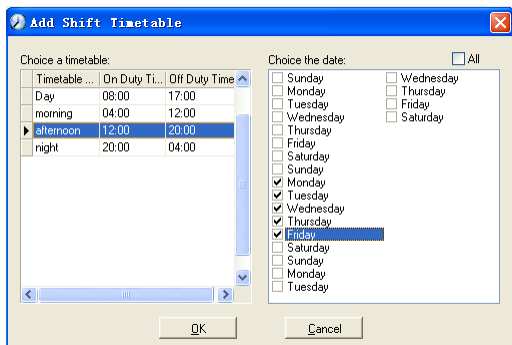 Add Shift Timetable
Choice a timetable:
Timetable ... On Duty Ti... Off Duty Time
Day 08:00 17:00
morning 04:00 12:00
afternoon 12:00 20:00
night 20:00 04:00
Choice the date:
All
Sunday
Monday
Tuesday
Wednesday
Thursday
Friday
Saturday
Sunday
Monday
Tuesday
Wednesday
Thursday
Friday
Saturday
Sunday
Monday
Tuesday
Wednesday
Thursday
Friday
Saturday
OK
Cancel